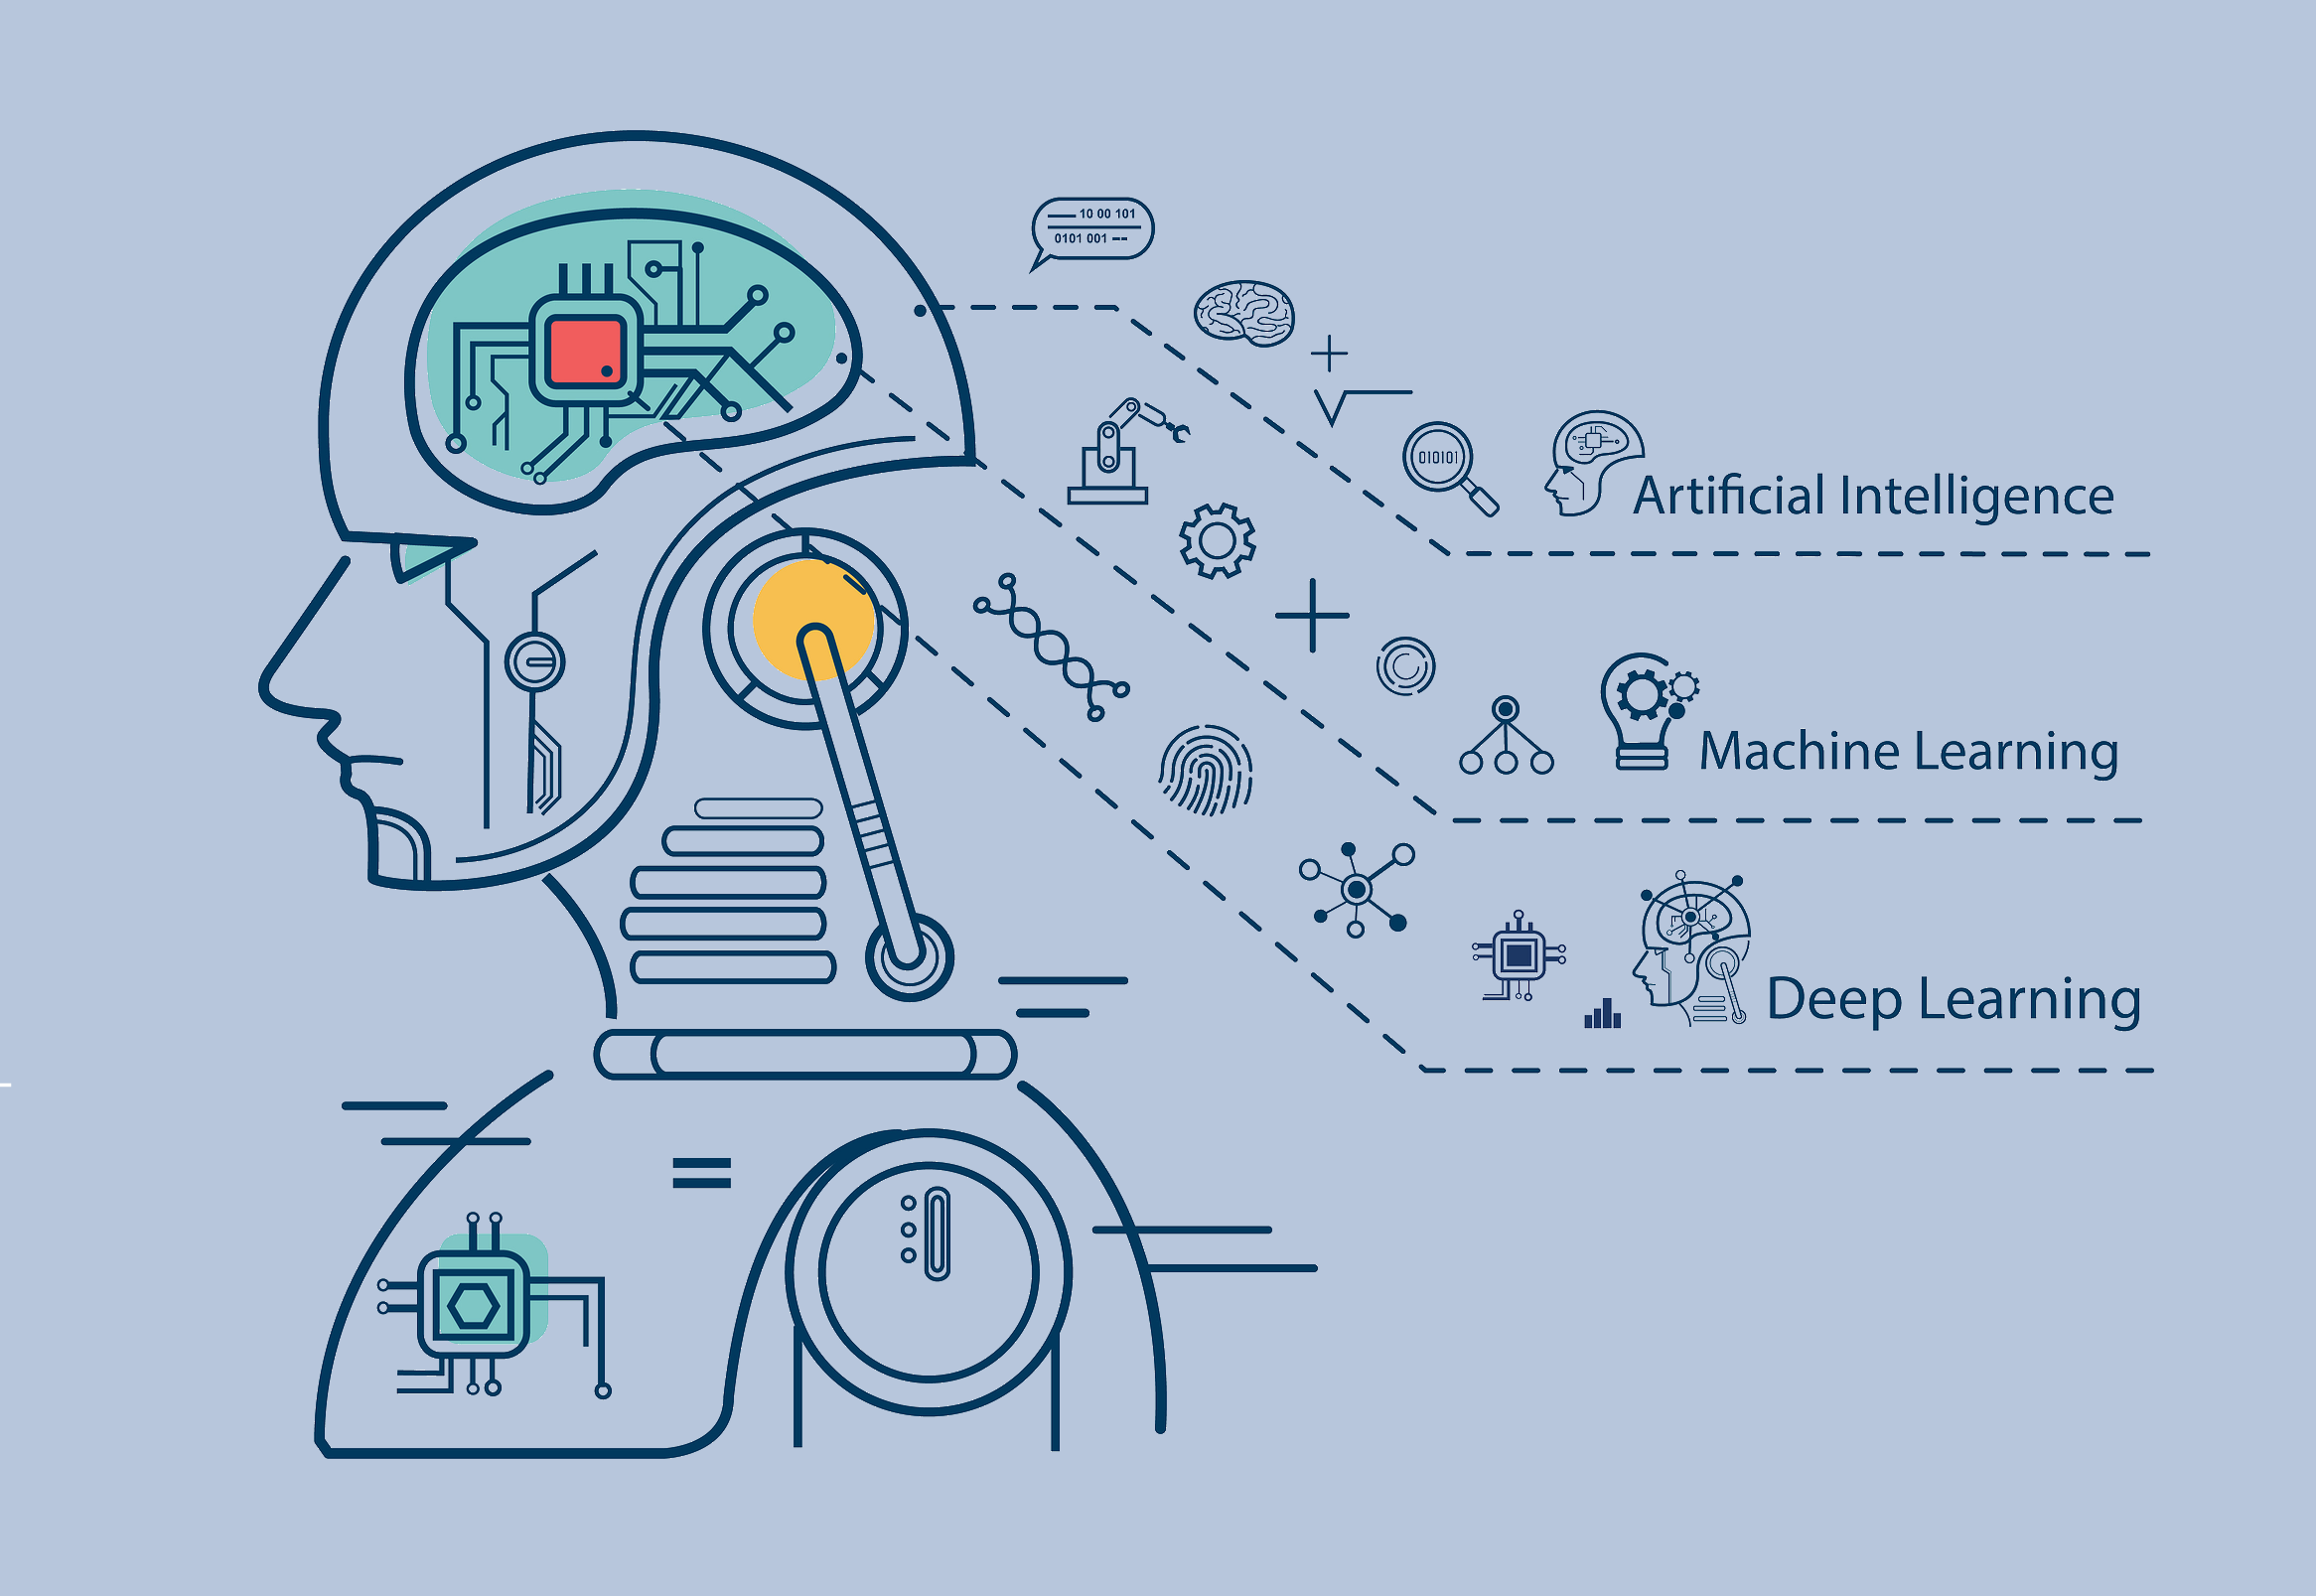 10 00 101
0101 001
010101
Artificial Intelligence
Machine Learning
Deep Learning